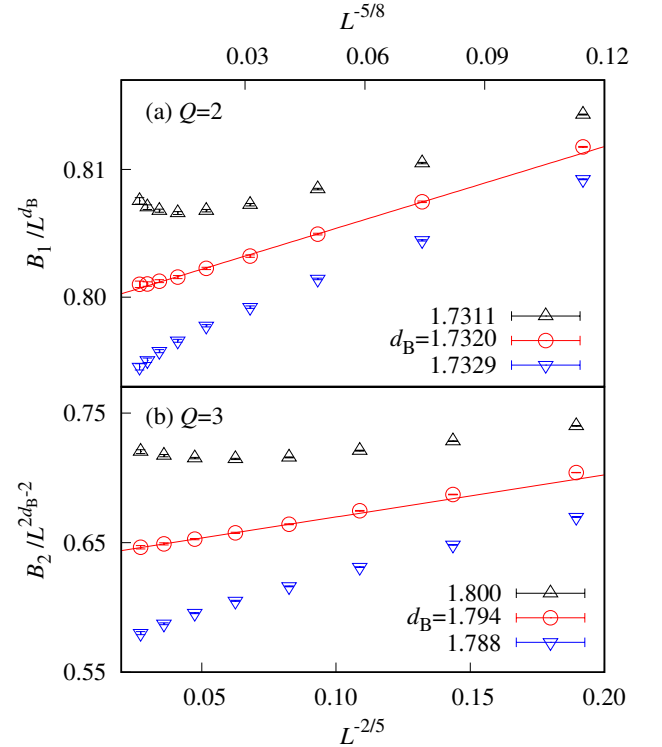 L^{-5/8}
0.03 0.06 0.09 0.12
(a) Q=2
0.81
0.80
B_1/L^{d_B}
1.7311
d_B=1.7320
1.7329
0.75
(b) Q=3
0.65
B_2/L^{2d_B-2}
1.800
d_B=1.794
1.788
0.55
0.05 0.10 0.15 0.20
L^{-2/5}